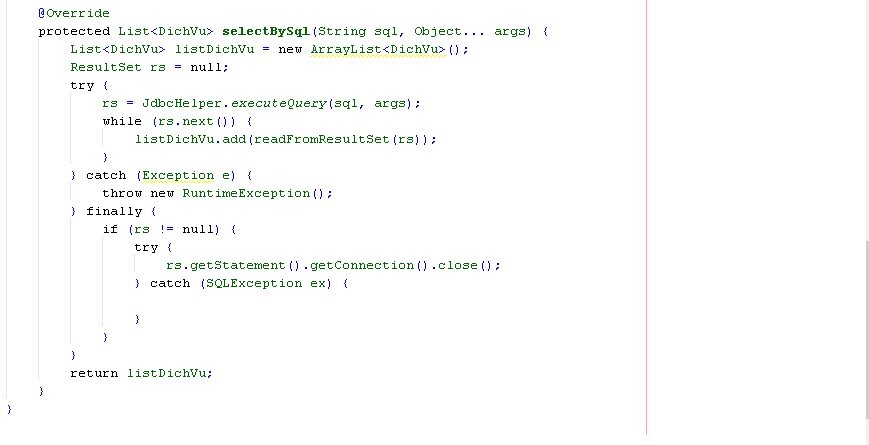 @Override
protected List<DichVu> selectBySql(String sql, Object... args) {
List<DichVu> listDichVu = new ArrayList<DichVu>();
ResultSet rs = null;
try {
rs = JdbcHelper.executeQuery(sql, args);
while (rs.next()) {
listDichVu.add(readFromResultSet(rs));
}
} catch (Exception e) {
throw new RuntimeException();
} finally {
if (rs != null) {
try {
rs.getStatement().getConnection().close();
} catch (SQLException ex) {
}
}
}
return listDichVu;
}
}